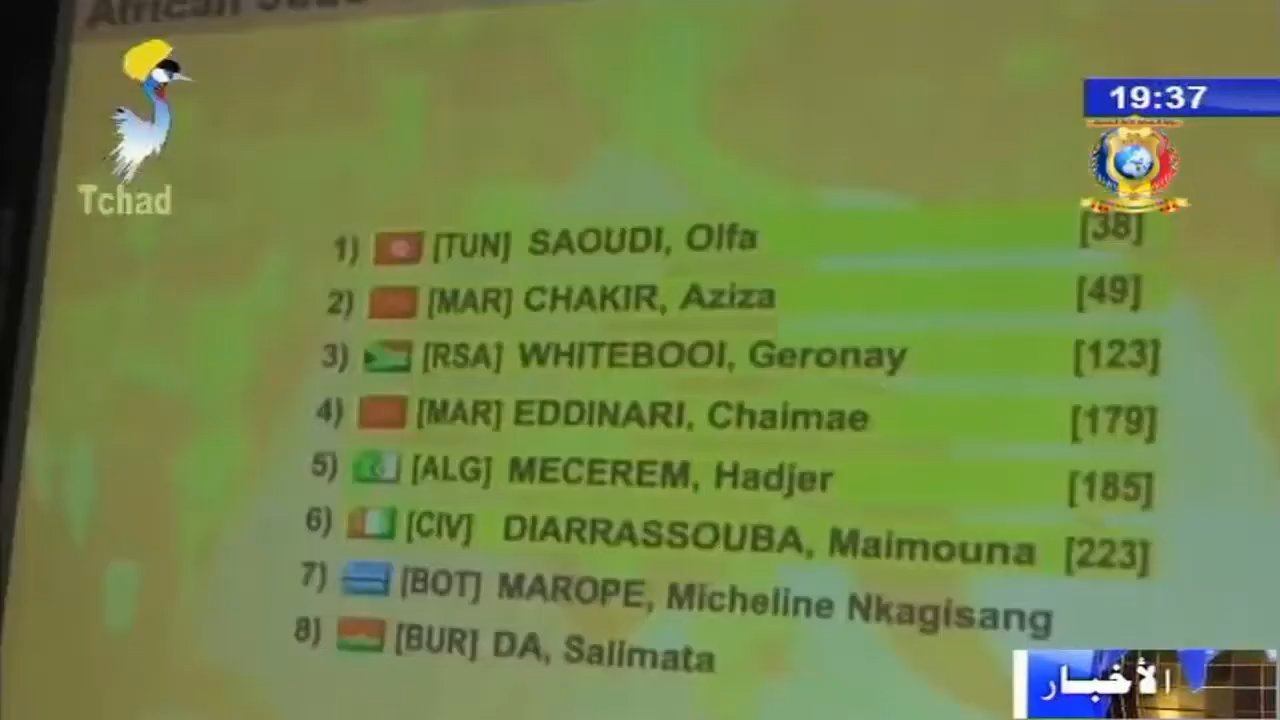 African
19:37
Tchad
1) [TUN] SAOUDI, Olfa [38]
2) [MAR] CHAKIR, Aziza [49]
3) [RSA] WHITEBOOI, Geronay [123]
4) [MAR] EDDINARI, Chaimae [179]
5) [ALG] MECEREM, Hadjer [185]
6) [CIV] DIARRASSOUBA, Maimouna [223]
7) [BOT] MAROPE, Micheline Nkagisang
8) [BUR] DA, Salimata
الأخبار